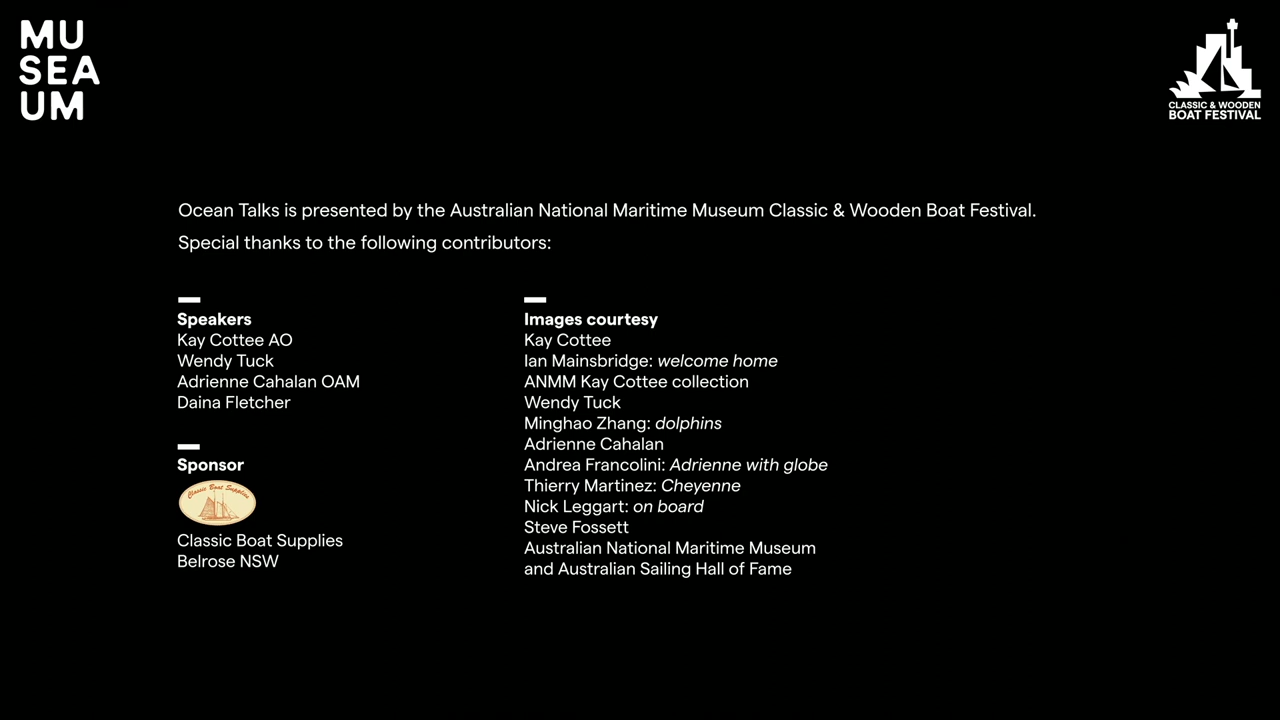 MU
SEA
UM
CLASSIC & WOODEN
BOAT FESTIVAL
Ocean Talks is presented by the Australian National Maritime Museum Classic & Wooden Boat Festival.
Special thanks to the following contributors:
Speakers
Kay Cottee AO
Wendy Tuck
Adrienne Cahalan OAM
Daina Fletcher
Sponsor
Classic Boat Supplies
Classic Boat Supplies
Belrose NSW
Images courtesy
Kay Cottee
Ian Mainsbridge: welcome home
ANMM Kay Cottee collection
Wendy Tuck
Minghao Zhang: dolphins
Adrienne Cahalan
Andrea Francolini: Adrienne with globe
Thierry Martinez: Cheyenne
Nick Leggart: on board
Steve Fossett
Australian National Maritime Museum
and Australian Sailing Hall of Fame